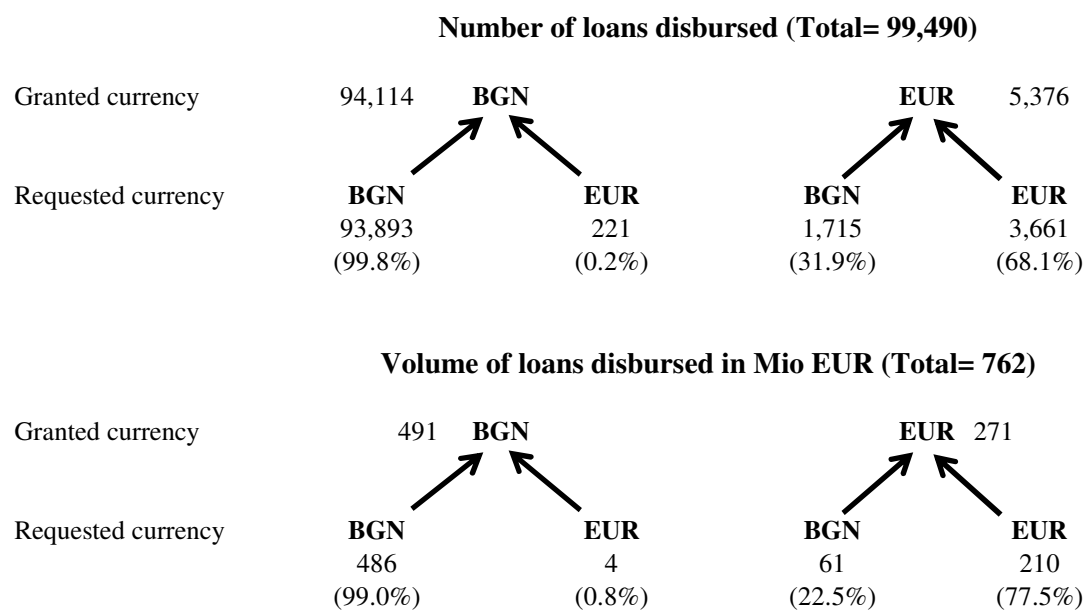 Number of loans disbursed (Total= 99,490)
Granted currency 94,114 BGN EUR 5,376
Requested currency BGN EUR BGN EUR
93,893 221 1,715 3,661
(99.8%) (0.2%) (31.9%) (68.1%)
Volume of loans disbursed in Mio EUR (Total= 762)
Granted currency 491 BGN EUR 271
Requested currency BGN EUR BGN EUR
486 4 61 210
(99.0%) (0.8%) (22.5%) (77.5%)